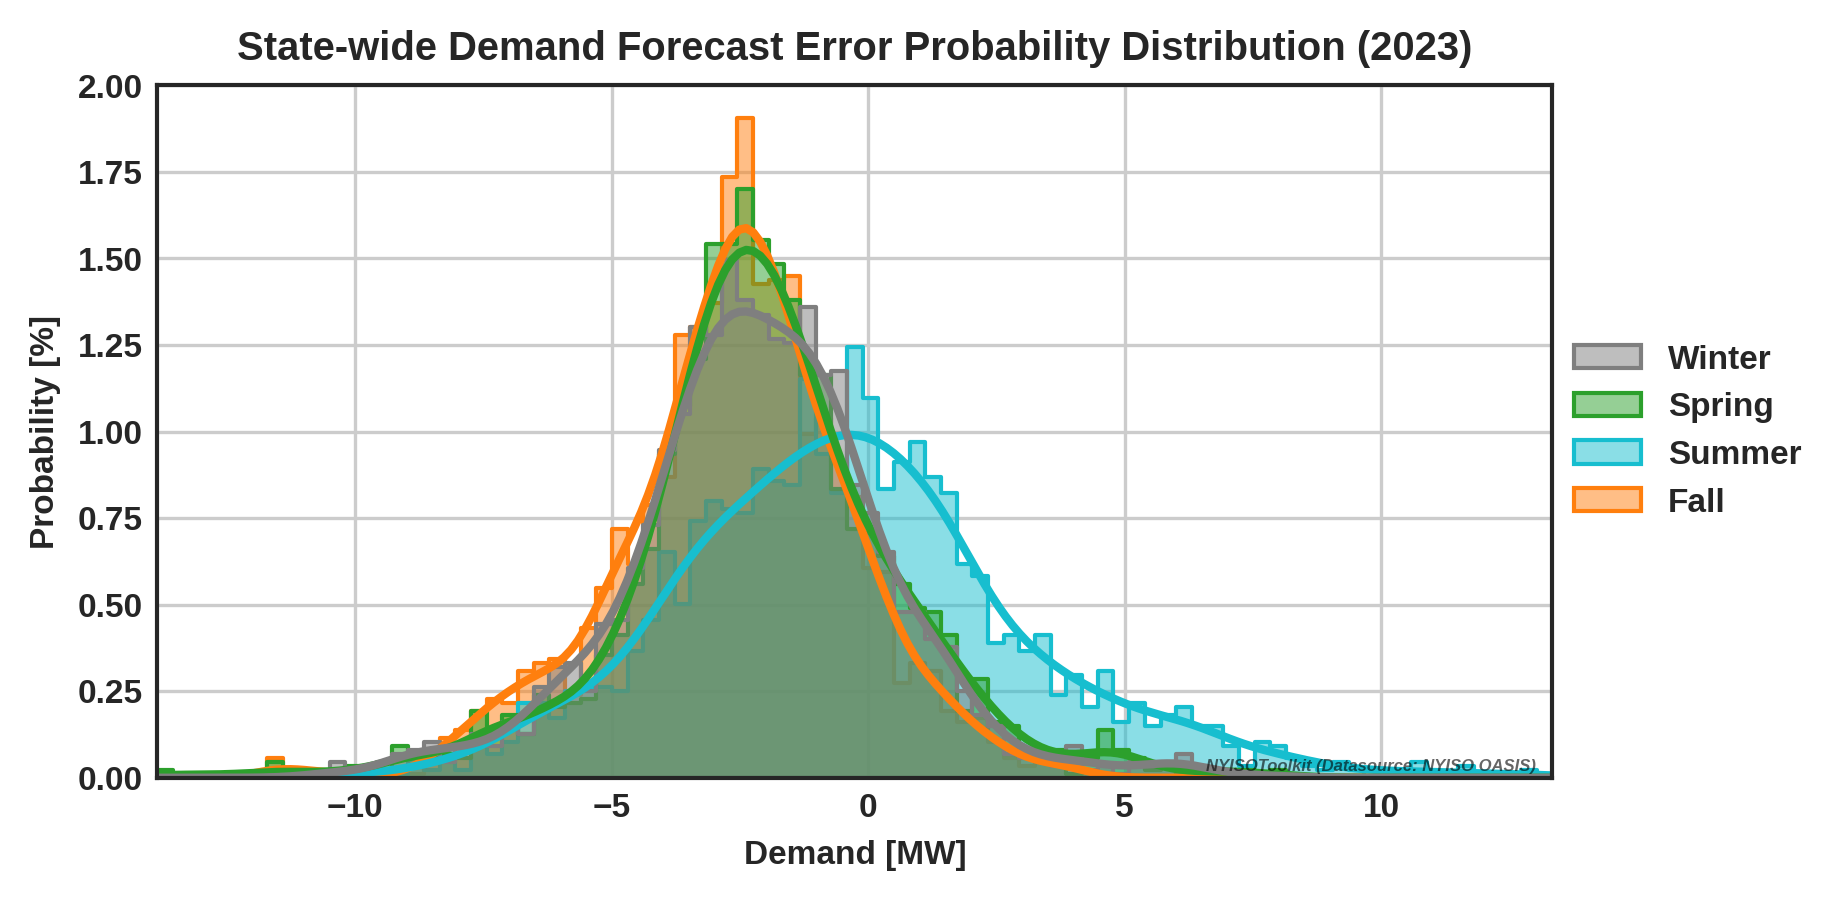 State-wide Demand Forecast Error Probability Distribution (2023)
2.00
1.75
1.50
1.25
1.00
0.75
0.50
0.25
0.00
Probability [%]
−10
−5
0
5
10
Demand [MW]
Winter
Spring
Summer
Fall
NYISOToolkit (Datasource: NYISO OASIS)